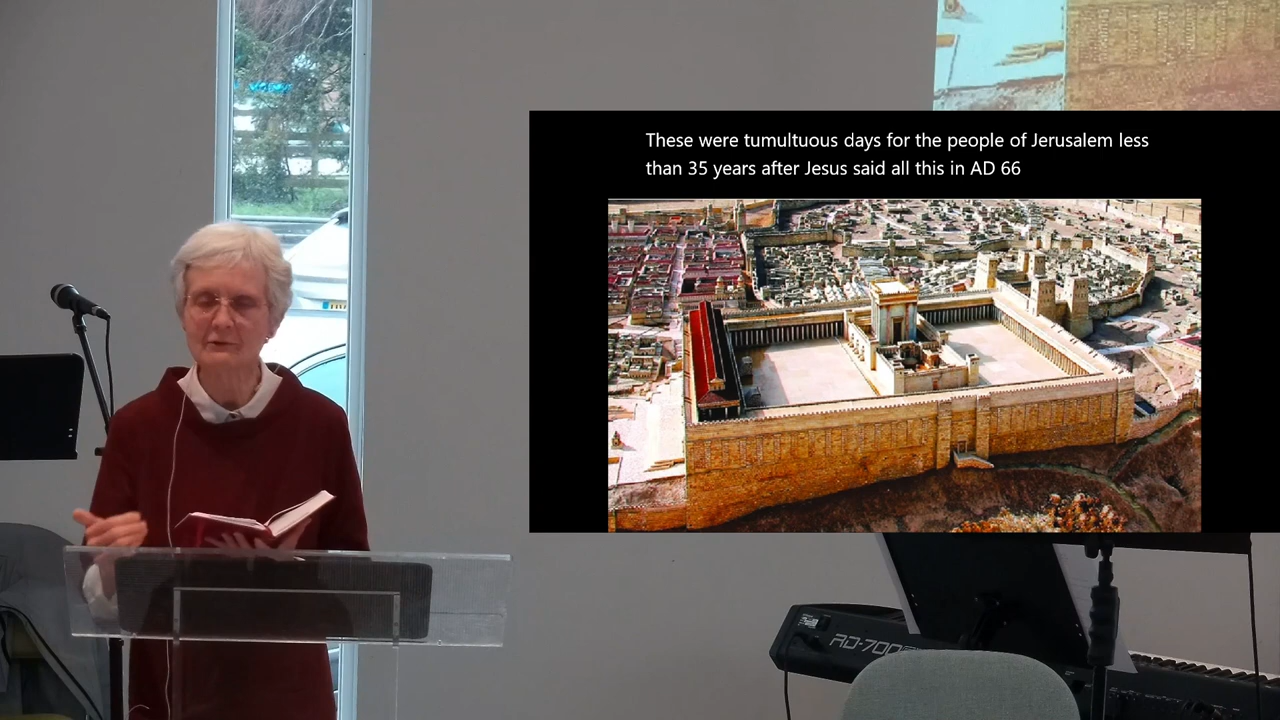 These were tumultuous days for the people of Jerusalem less
than 35 years after Jesus said all this in AD 66
RD-700